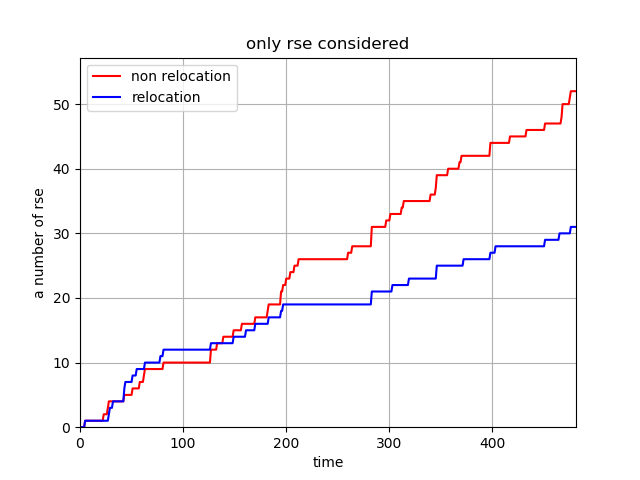 only rse considered
non relocation
relocation
a number of rse
50
40
30
20
10
0
0 100 200 300 400
time